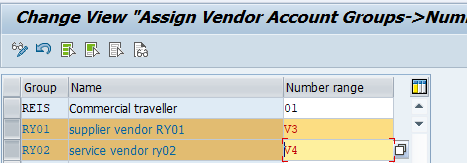 Change View "Assign Vendor Account Groups->Num
Group Name Number range
REIS Commercial traveller 01
RY01 supplier vendor RY01 V3
RY02 service vendor ry02 V4